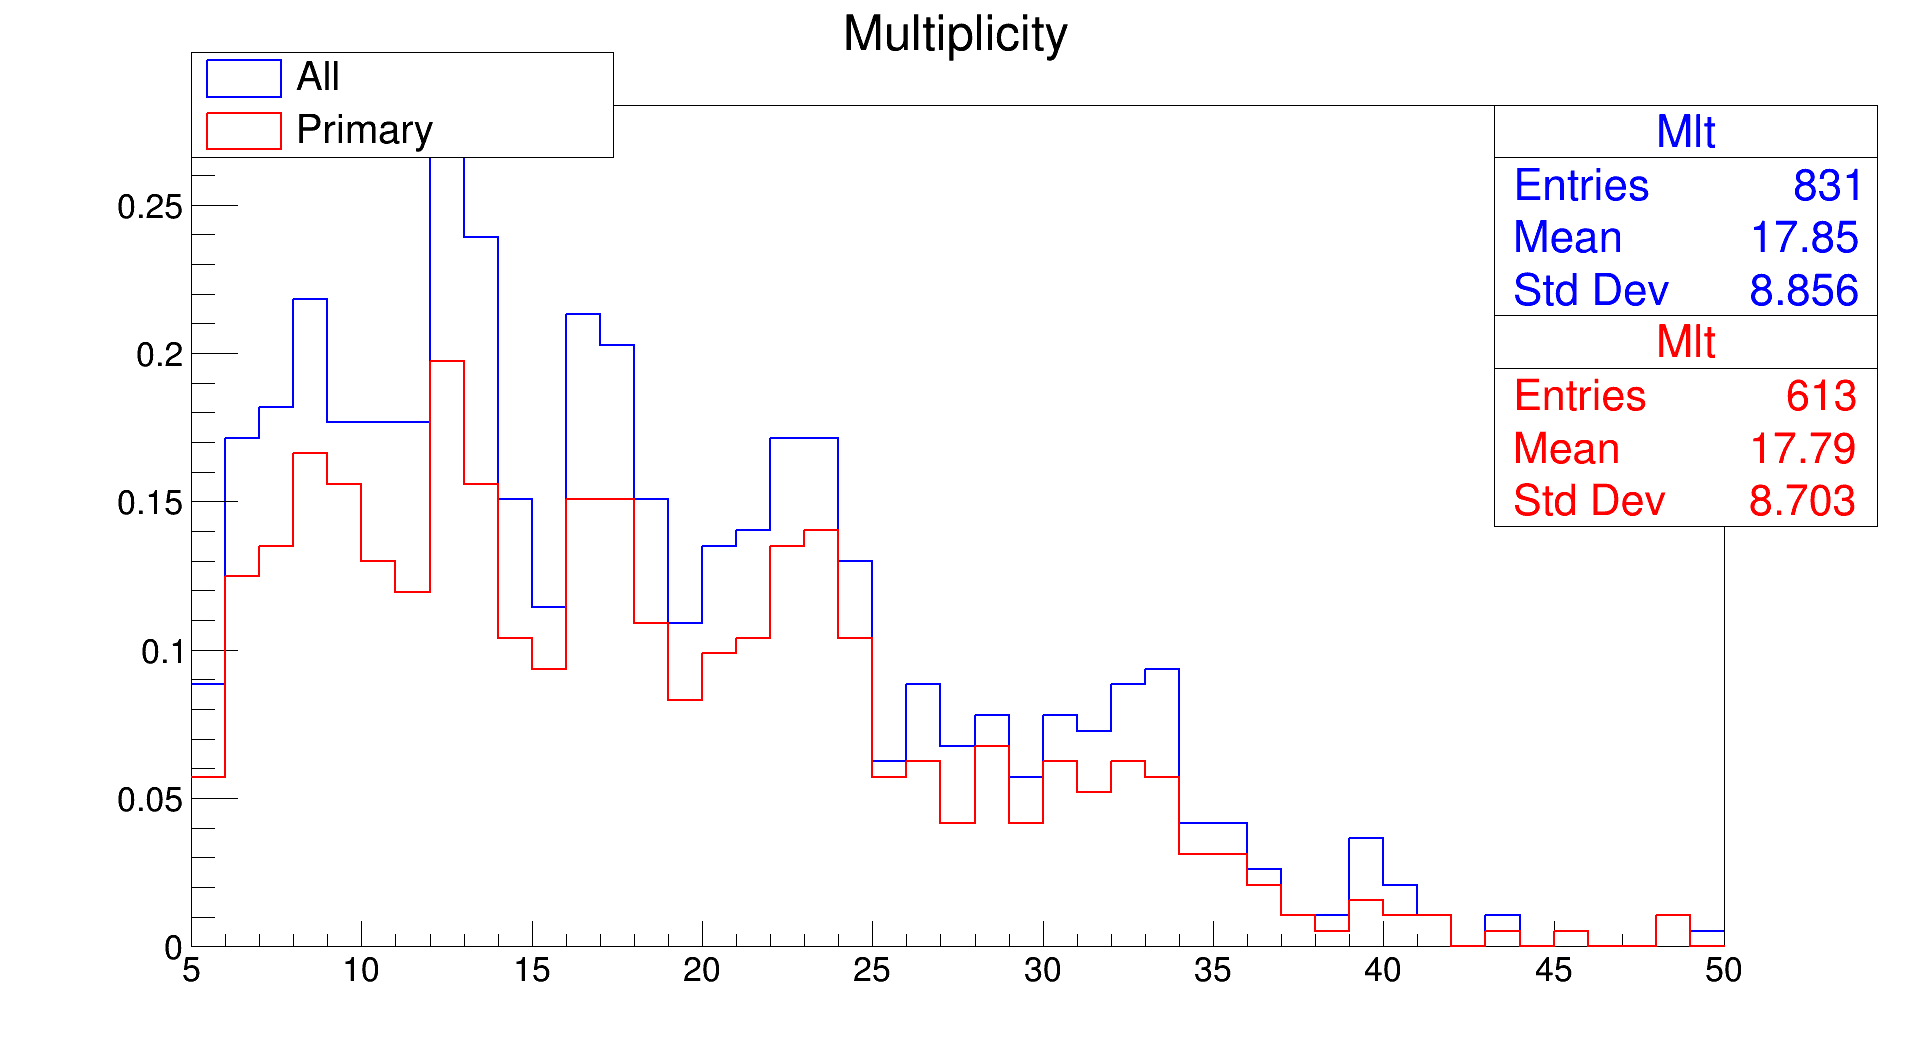 Multiplicity
All
Primary
Mlt
Entries 831
Mean 17.85
Std Dev 8.856
Mlt
Entries 613
Mean 17.79
Std Dev 8.703
0.25
0.2
0.15
0.1
0.05
0
5 10 15 20 25 30 35 40 45 50